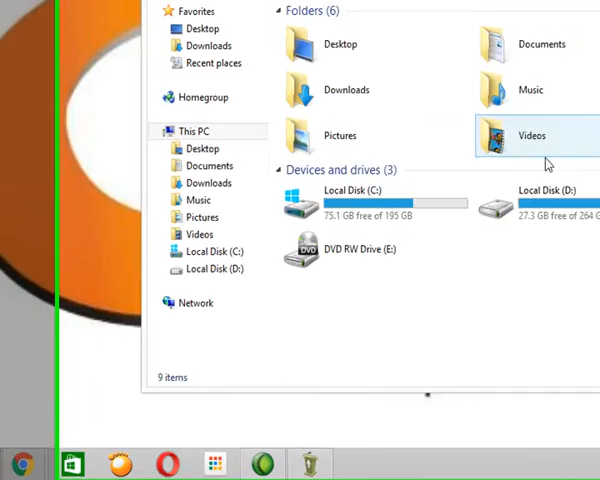 Favorites
Desktop
Downloads
Recent places
Homegroup
This PC
Desktop
Documents
Downloads
Music
Pictures
Videos
Local Disk (C:)
Local Disk (D:)
Network
9 items
Folders (6)
Desktop
Documents
Downloads
Music
Pictures
Videos
Devices and drives (3)
Local Disk (C:)
75.1 GB free of 195 GB
Local Disk (D:)
27.3 GB free of 264 G
DVD
DVD RW Drive (E:)